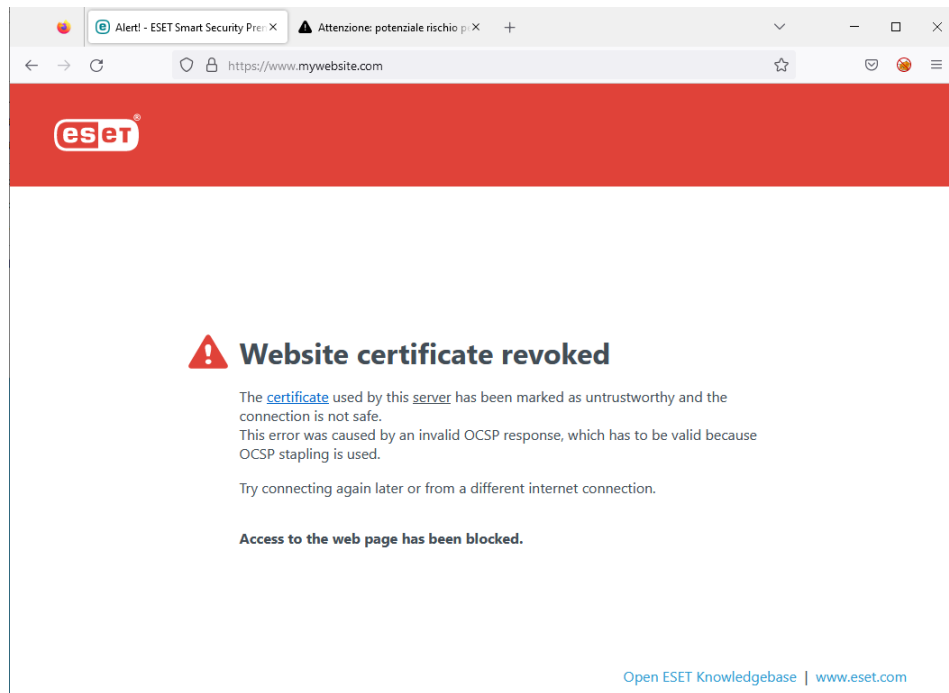 Alert! - ESET Smart Security Prem
Attenzione: potenziale rischio p
https://www.mywebsite.com
eset®
Website certificate revoked
The certificate used by this server has been marked as untrustworthy and the
connection is not safe.
This error was caused by an invalid OCSP response, which has to be valid because
OCSP stapling is used.
Try connecting again later or from a different internet connection.
Access to the web page has been blocked.
Open ESET Knowledgebase | www.eset.com